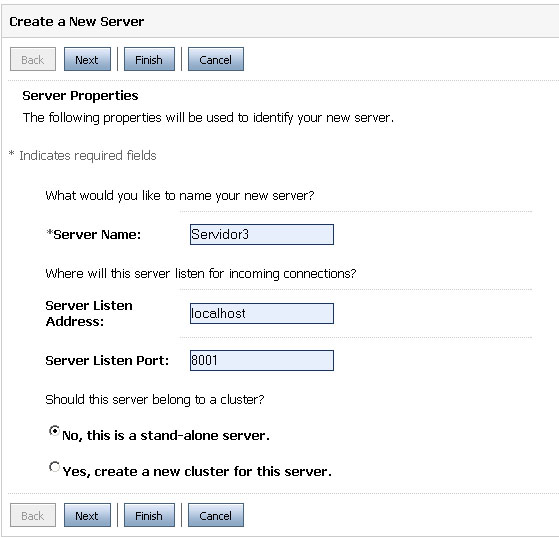 Create a New Server
Back Next Finish Cancel
Server Properties
The following properties will be used to identify your new server.
* Indicates required fields
What would you like to name your new server?
*Server Name: Servidor3
Where will this server listen for incoming connections?
Server Listen
Address: localhost
Server Listen Port: 8001
Should this server belong to a cluster?
No, this is a stand-alone server.
Yes, create a new cluster for this server.
Back Next Finish Cancel